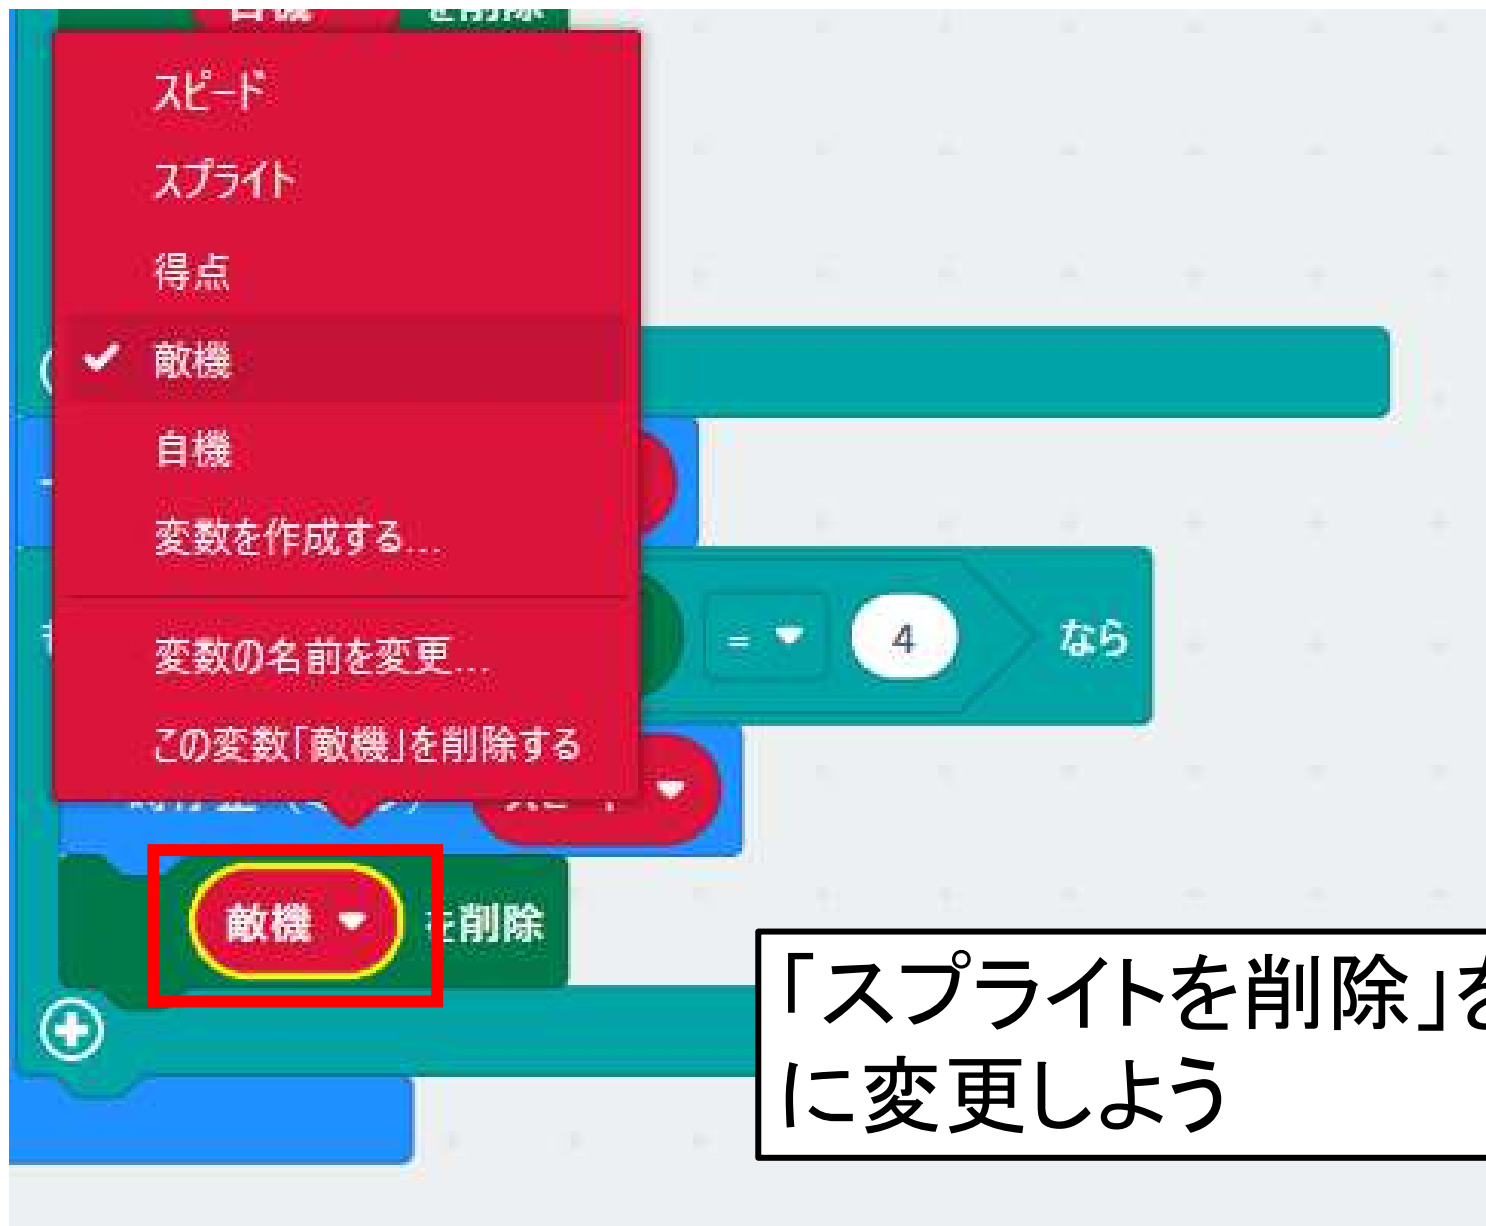 を削除
スピード
スプライト
得点
敵機
自機
変数を作成する...
= 4 なら
変数の名前を変更...
この変数「敵機」を削除する
敵機 を削除
「スプライトを削除」を
に変更しよう